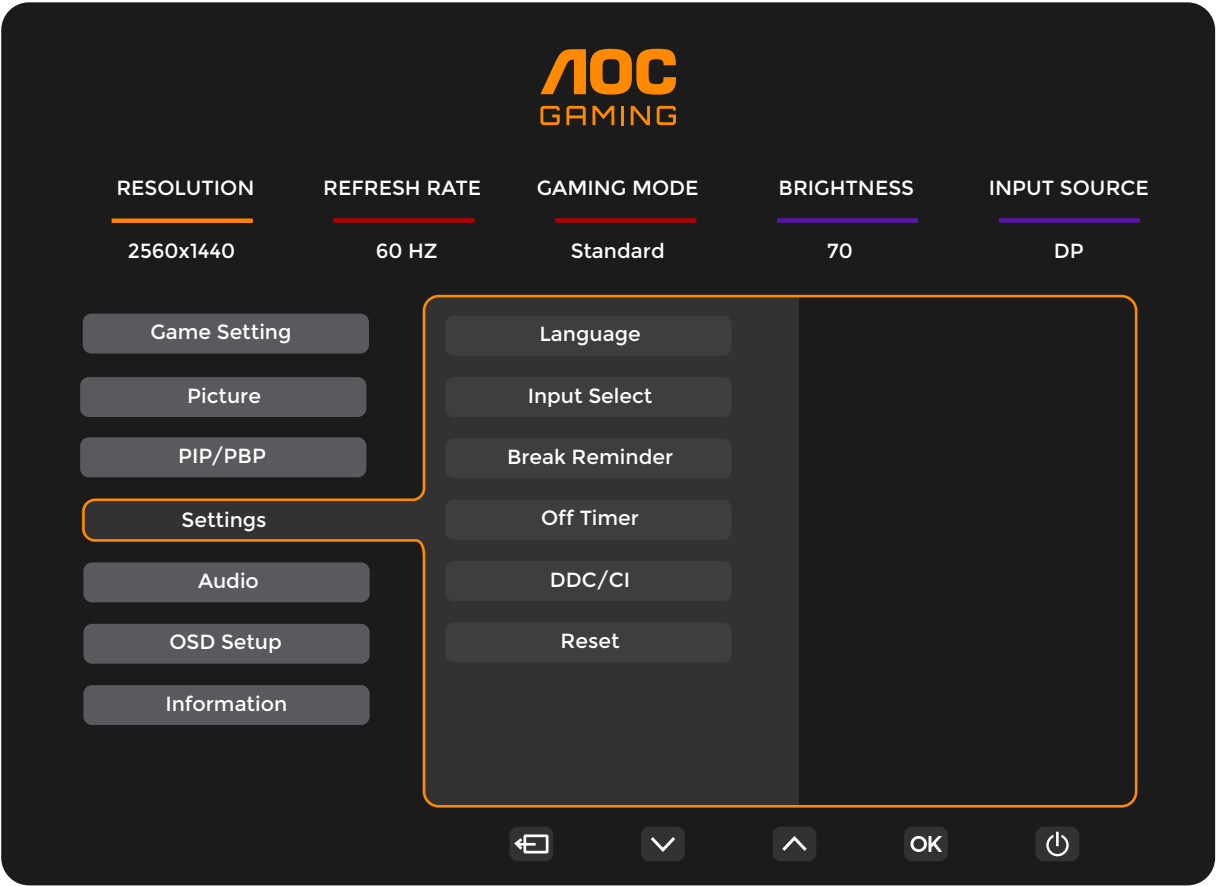 AOC
GAMING
RESOLUTION REFRESH RATE GAMING MODE BRIGHTNESS INPUT SOURCE
2560x1440 60 HZ Standard 70 DP
Game Setting Language
Picture Input Select
PIP/PBP Break Reminder
Settings Off Timer
Audio DDC/CI
OSD Setup Reset
Information
OK